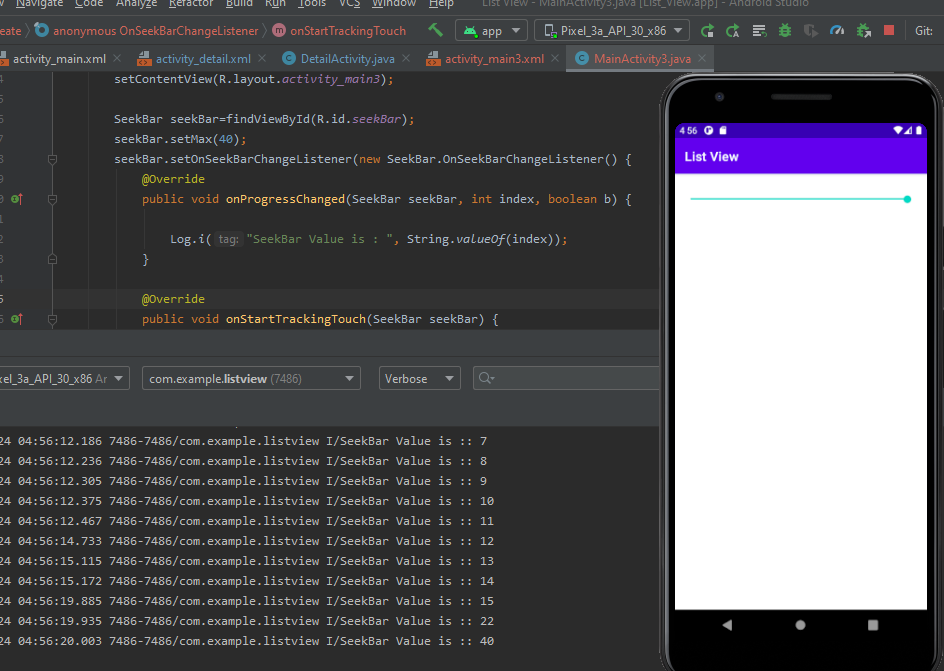 Navigate Code Analyze Refactor Build Run Tools VCS Window Help List View - MainActivity3.java [List_View.app] - Android Studio
eate anonymous OnSeekBarChangeListener onStartTrackingTouch app Pixel_3a_API_30_x86 Git:
activity_main.xml activity_detail.xml DetailActivity.java activity_main3.xml MainActivity3.java
setContentView(R.layout.activity_main3);
SeekBar seekBar=findViewById(R.id.seekBar);
seekBar.setMax(40);
seekBar.setOnSeekBarChangeListener(new SeekBar.OnSeekBarChangeListener() {
@Override
public void onProgressChanged(SeekBar seekBar, int index, boolean b) {
Log.i( tag: "SeekBar Value is : ", String.valueOf(index));
}
@Override
public void onStartTrackingTouch(SeekBar seekBar) {
xel_3a_API_30_x86 Ar com.example.listview (7486) Verbose
24 04:56:12.186 7486-7486/com.example.listview I/SeekBar Value is :: 7
24 04:56:12.236 7486-7486/com.example.listview I/SeekBar Value is :: 8
24 04:56:12.305 7486-7486/com.example.listview I/SeekBar Value is :: 9
24 04:56:12.375 7486-7486/com.example.listview I/SeekBar Value is :: 10
24 04:56:12.467 7486-7486/com.example.listview I/SeekBar Value is :: 11
24 04:56:14.733 7486-7486/com.example.listview I/SeekBar Value is :: 12
24 04:56:15.115 7486-7486/com.example.listview I/SeekBar Value is :: 13
24 04:56:15.172 7486-7486/com.example.listview I/SeekBar Value is :: 14
24 04:56:19.885 7486-7486/com.example.listview I/SeekBar Value is :: 15
24 04:56:19.935 7486-7486/com.example.listview I/SeekBar Value is :: 22
24 04:56:20.003 7486-7486/com.example.listview I/SeekBar Value is :: 40
4:56
List View